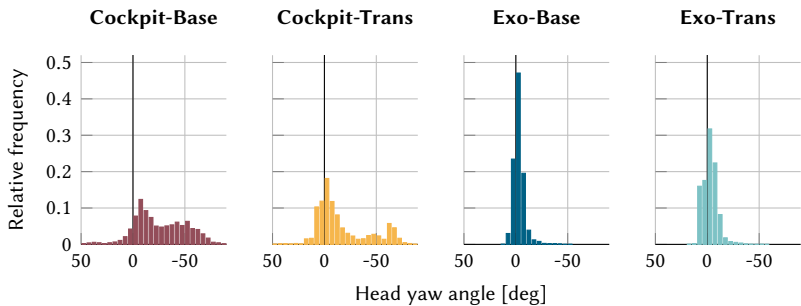 Cockpit-Base Cockpit-Trans Exo-Base Exo-Trans
Relative frequency
0.5
0.4
0.3
0.2
0.1
0
50 0 -50 50 0 -50 50 0 -50 50 0 -50
Head yaw angle [deg]